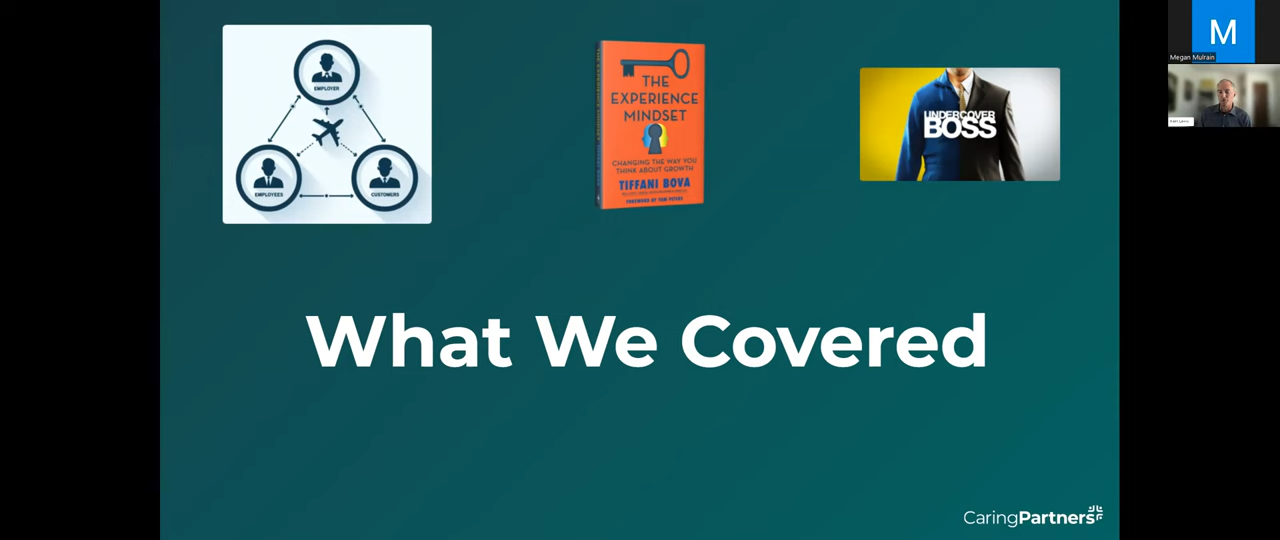 EMPLOYER
EMPLOYEES
CUSTOMERS
THE
EXPERIENCE
MINDSET
CHANGING THE WAY YOU
THINK ABOUT GROWTH
TIFFANI BOVA
FOREWORD BY TOM PETERS
UNDERCOVER
BOSS
What We Covered
CaringPartners
M
Megan Mulrain